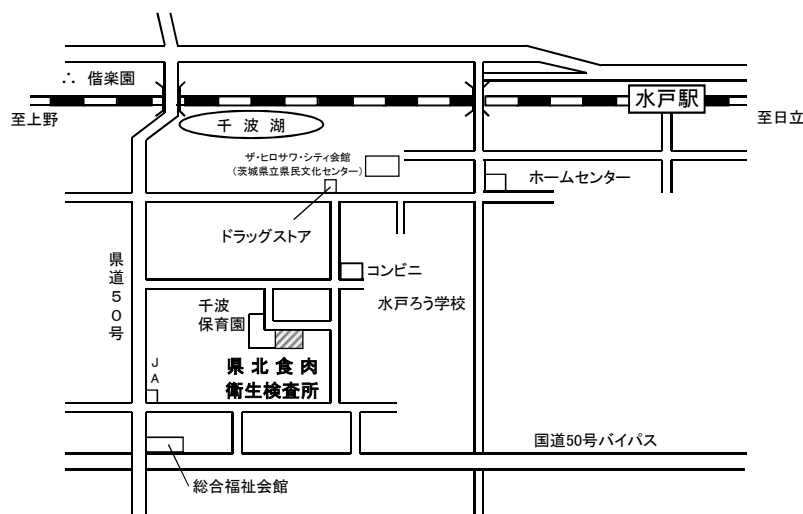 ∴ 偕楽園
水戸駅
至上野
千波湖
至日立
ザ・ヒロサワ・シティ会館
（茨城県立県民文化センター）
ホームセンター
ドラッグストア
県道50号
コンビニ
千波
保育園
水戸ろう学校
JA
県北食肉
衛生検査所
国道50号バイパス
総合福祉会館